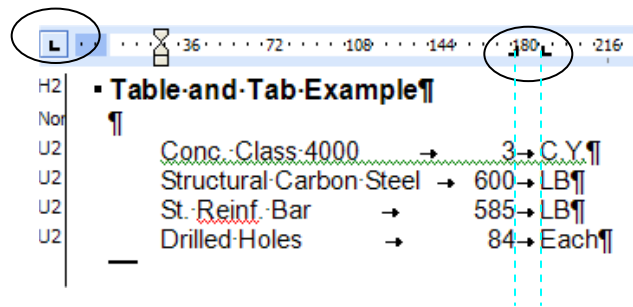 L 36 72 108 144 180 216
H2 ▪ Table·and·Tab·Example¶
Nor ¶
U2 Conc.·Class·4000 → 3→C.Y.¶
U2 Structural·Carbon·Steel → 600→LB¶
U2 St.·Reinf.·Bar → 585→LB¶
U2 Drilled·Holes → 84→Each¶